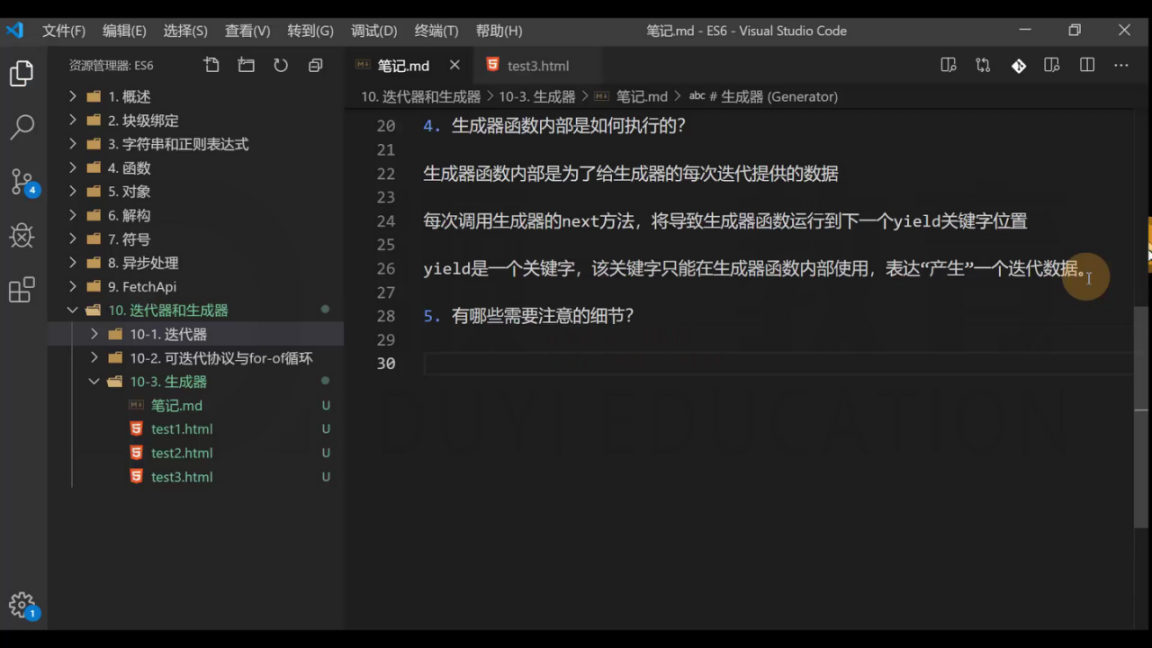 文件(F) 编辑(E) 选择(S) 查看(V) 转到(G) 调试(D) 终端(T) 帮助(H) 笔记.md - ES6 - Visual Studio Code
资源管理器: ES6
笔记.md
test3.html
10. 迭代器和生成器 > 10-3. 生成器 > 笔记.md > abc # 生成器 (Generator)
1. 概述
2. 块级绑定
3. 字符串和正则表达式
4. 函数
5. 对象
6. 解构
7. 符号
8. 异步处理
9. FetchApi
10. 迭代器和生成器
10-1. 迭代器
10-2. 可迭代协议与for-of循环
10-3. 生成器
笔记.md U
test1.html U
test2.html U
test3.html U
4
1
20 4. 生成器函数内部是如何执行的?
21
22 生成器函数内部是为了给生成器的每次迭代提供的数据
23
24 每次调用生成器的next方法，将导致生成器函数运行到下一个yield关键字位置
25
26 yield是一个关键字，该关键字只能在生成器函数内部使用，表达“产生”一个迭代数据。
27
28 5. 有哪些需要注意的细节?
29
30
DUYI EDUCATION